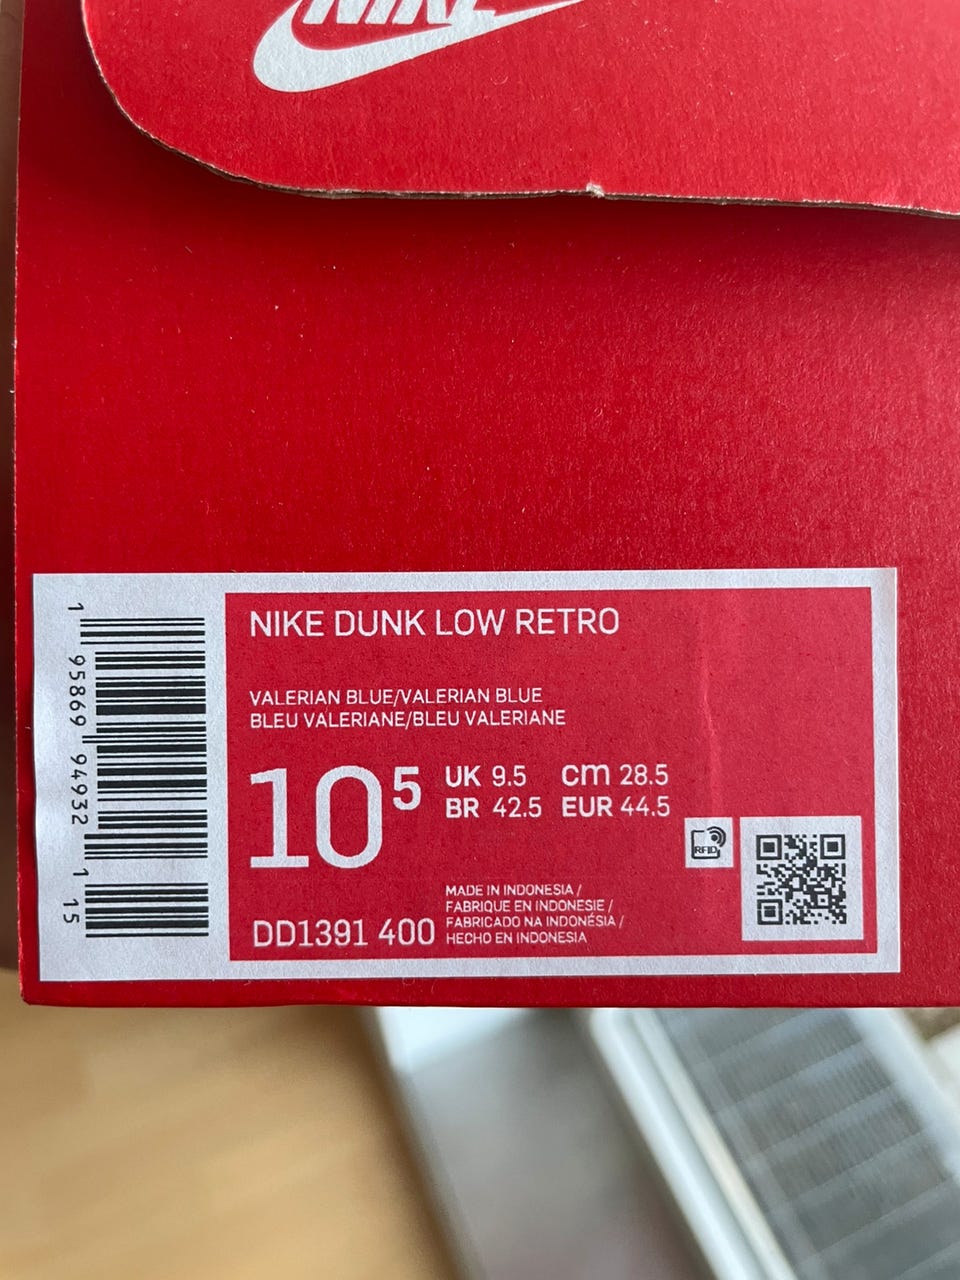 NIKE
NIKE DUNK LOW RETRO
VALERIAN BLUE/VALERIAN BLUE
BLEU VALERIANE/BLEU VALERIANE
10 5
UK 9.5 cm 28.5
BR 42.5 EUR 44.5
RFID
MADE IN INDONESIA /
FABRIQUE EN INDONESIE /
FABRICADO NA INDONÉSIA /
HECHO EN INDONESIA
DD1391 400
1 95869 94932 1 15